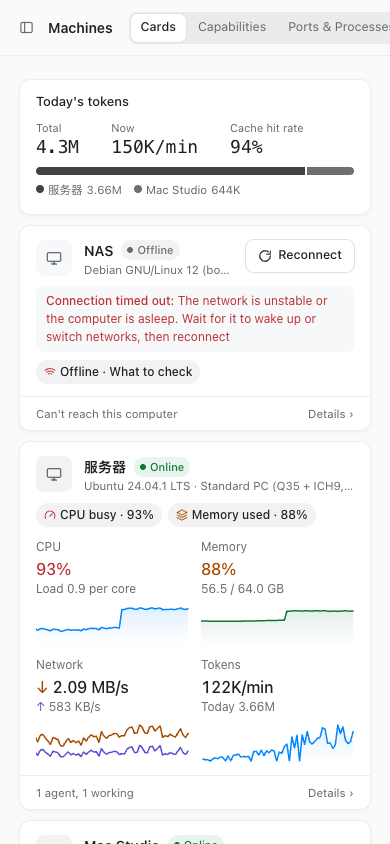 Machines
Cards
Capabilities
Ports & Processes
Today's tokens
Total
Now
Cache hit rate
4.3M
150K/min
94%
服务器 3.66M
Mac Studio 644K
NAS
Offline
Debian GNU/Linux 12 (bo…
Reconnect
Connection timed out: The network is unstable or
the computer is asleep. Wait for it to wake up or
switch networks, then reconnect
Offline · What to check
Can't reach this computer
Details ›
服务器
Online
Ubuntu 24.04.1 LTS · Standard PC (Q35 + ICH9,…
CPU busy · 93%
Memory used · 88%
CPU
Memory
93%
88%
Load 0.9 per core
56.5 / 64.0 GB
Network
Tokens
↓ 2.09 MB/s
122K/min
↑ 583 KB/s
Today 3.66M
1 agent, 1 working
Details ›
Mac Studio
Online